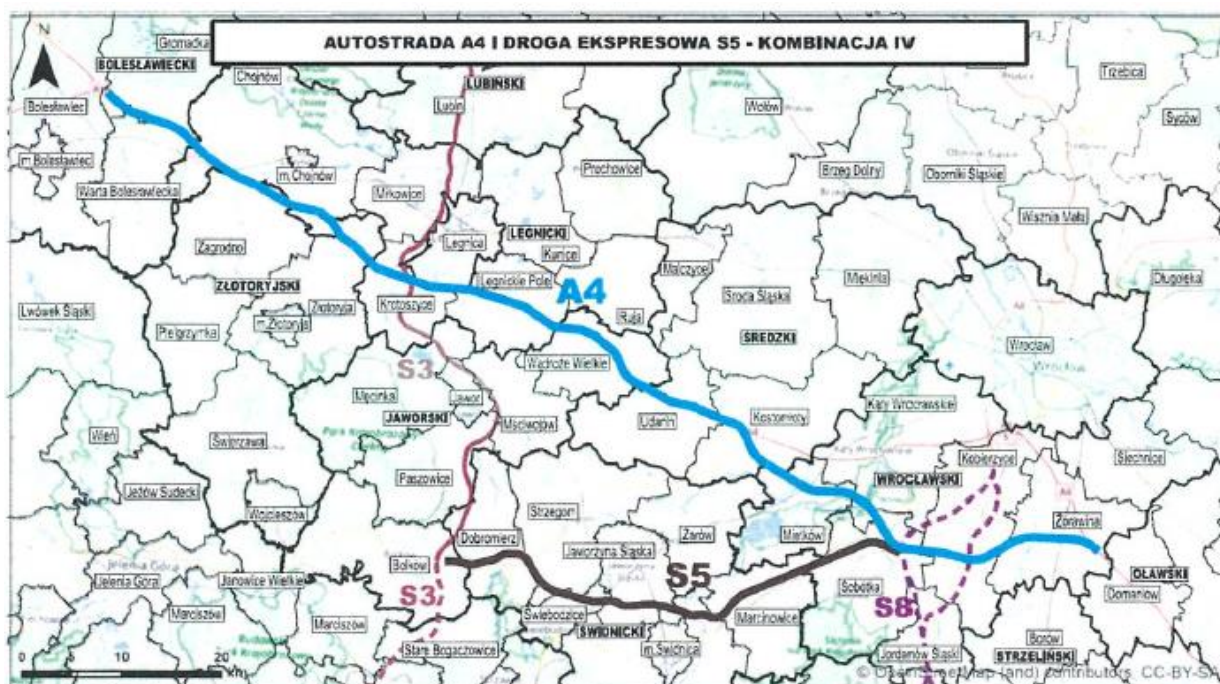 AUTOSTRADA A4 I DROGA EKSPRESOWA S5 - KOMBINACJA IV
N
Gromadka
BOLESŁAWIECKI
Chojnów
LUBIŃSKI
Trzebnica
Bolesławiec
Lubin
Wołów
Syców
m.Bolesławiec
m.Chojnów
Prochowice
Brzeg Dolny
Oborniki Śląskie
Warta Bolesławiecka
Miłkowice
Wisznia Mała
Zagrodno
Legnica
LEGNICKI
Kunice
Malczyce
Miękinia
Długołęka
ZŁOTORYJSKI
Legnickie Pole
A4
Środa Śląska
Lwówek Śląski
Złotoryja
Krotoszyce
Ruja
m.Złotoryja
Pielgrzymka
ŚREDZKI
Wrocław
S3
Wądroże Wielkie
Męcinka
Jawor
Kąty Wrocławskie
JAWORSKI
Mściwojów
Udanin
Kostomłoty
Wleń
Świerzawa
Kobierzyce
Siechnice
Paszowice
WROCŁAWSKI
Jeżów Sudecki
Wojcieszów
Strzegom
Żórawina
Dobromierz
Żarów
Mietków
Jaworzyna Śląska
Bolków
S5
Jelenia Góra
Janowice Wielkie
Sobótka
OŁAWSKI
S3
Świebodzice
Marcinowice
S8
Domaniów
Marciszów
Marciszów
ŚWIDNICKI
Borów
Stare Bogaczowice
m.Świdnica
Jordanów Śląski
STRZELIŃSKI
0 10 20 km
© OpenStreetMap (and) contributors, CC-BY-SA